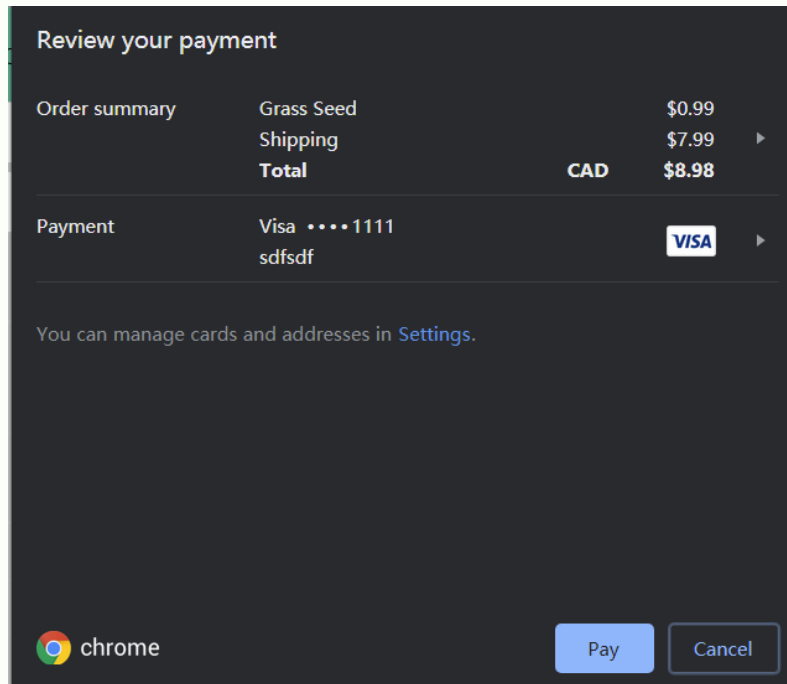 Review your payment
Order summary Grass Seed $0.99
Shipping $7.99
Total CAD $8.98
Payment Visa ••••1111
VISA
sdfsdf
You can manage cards and addresses in Settings.
chrome Pay Cancel